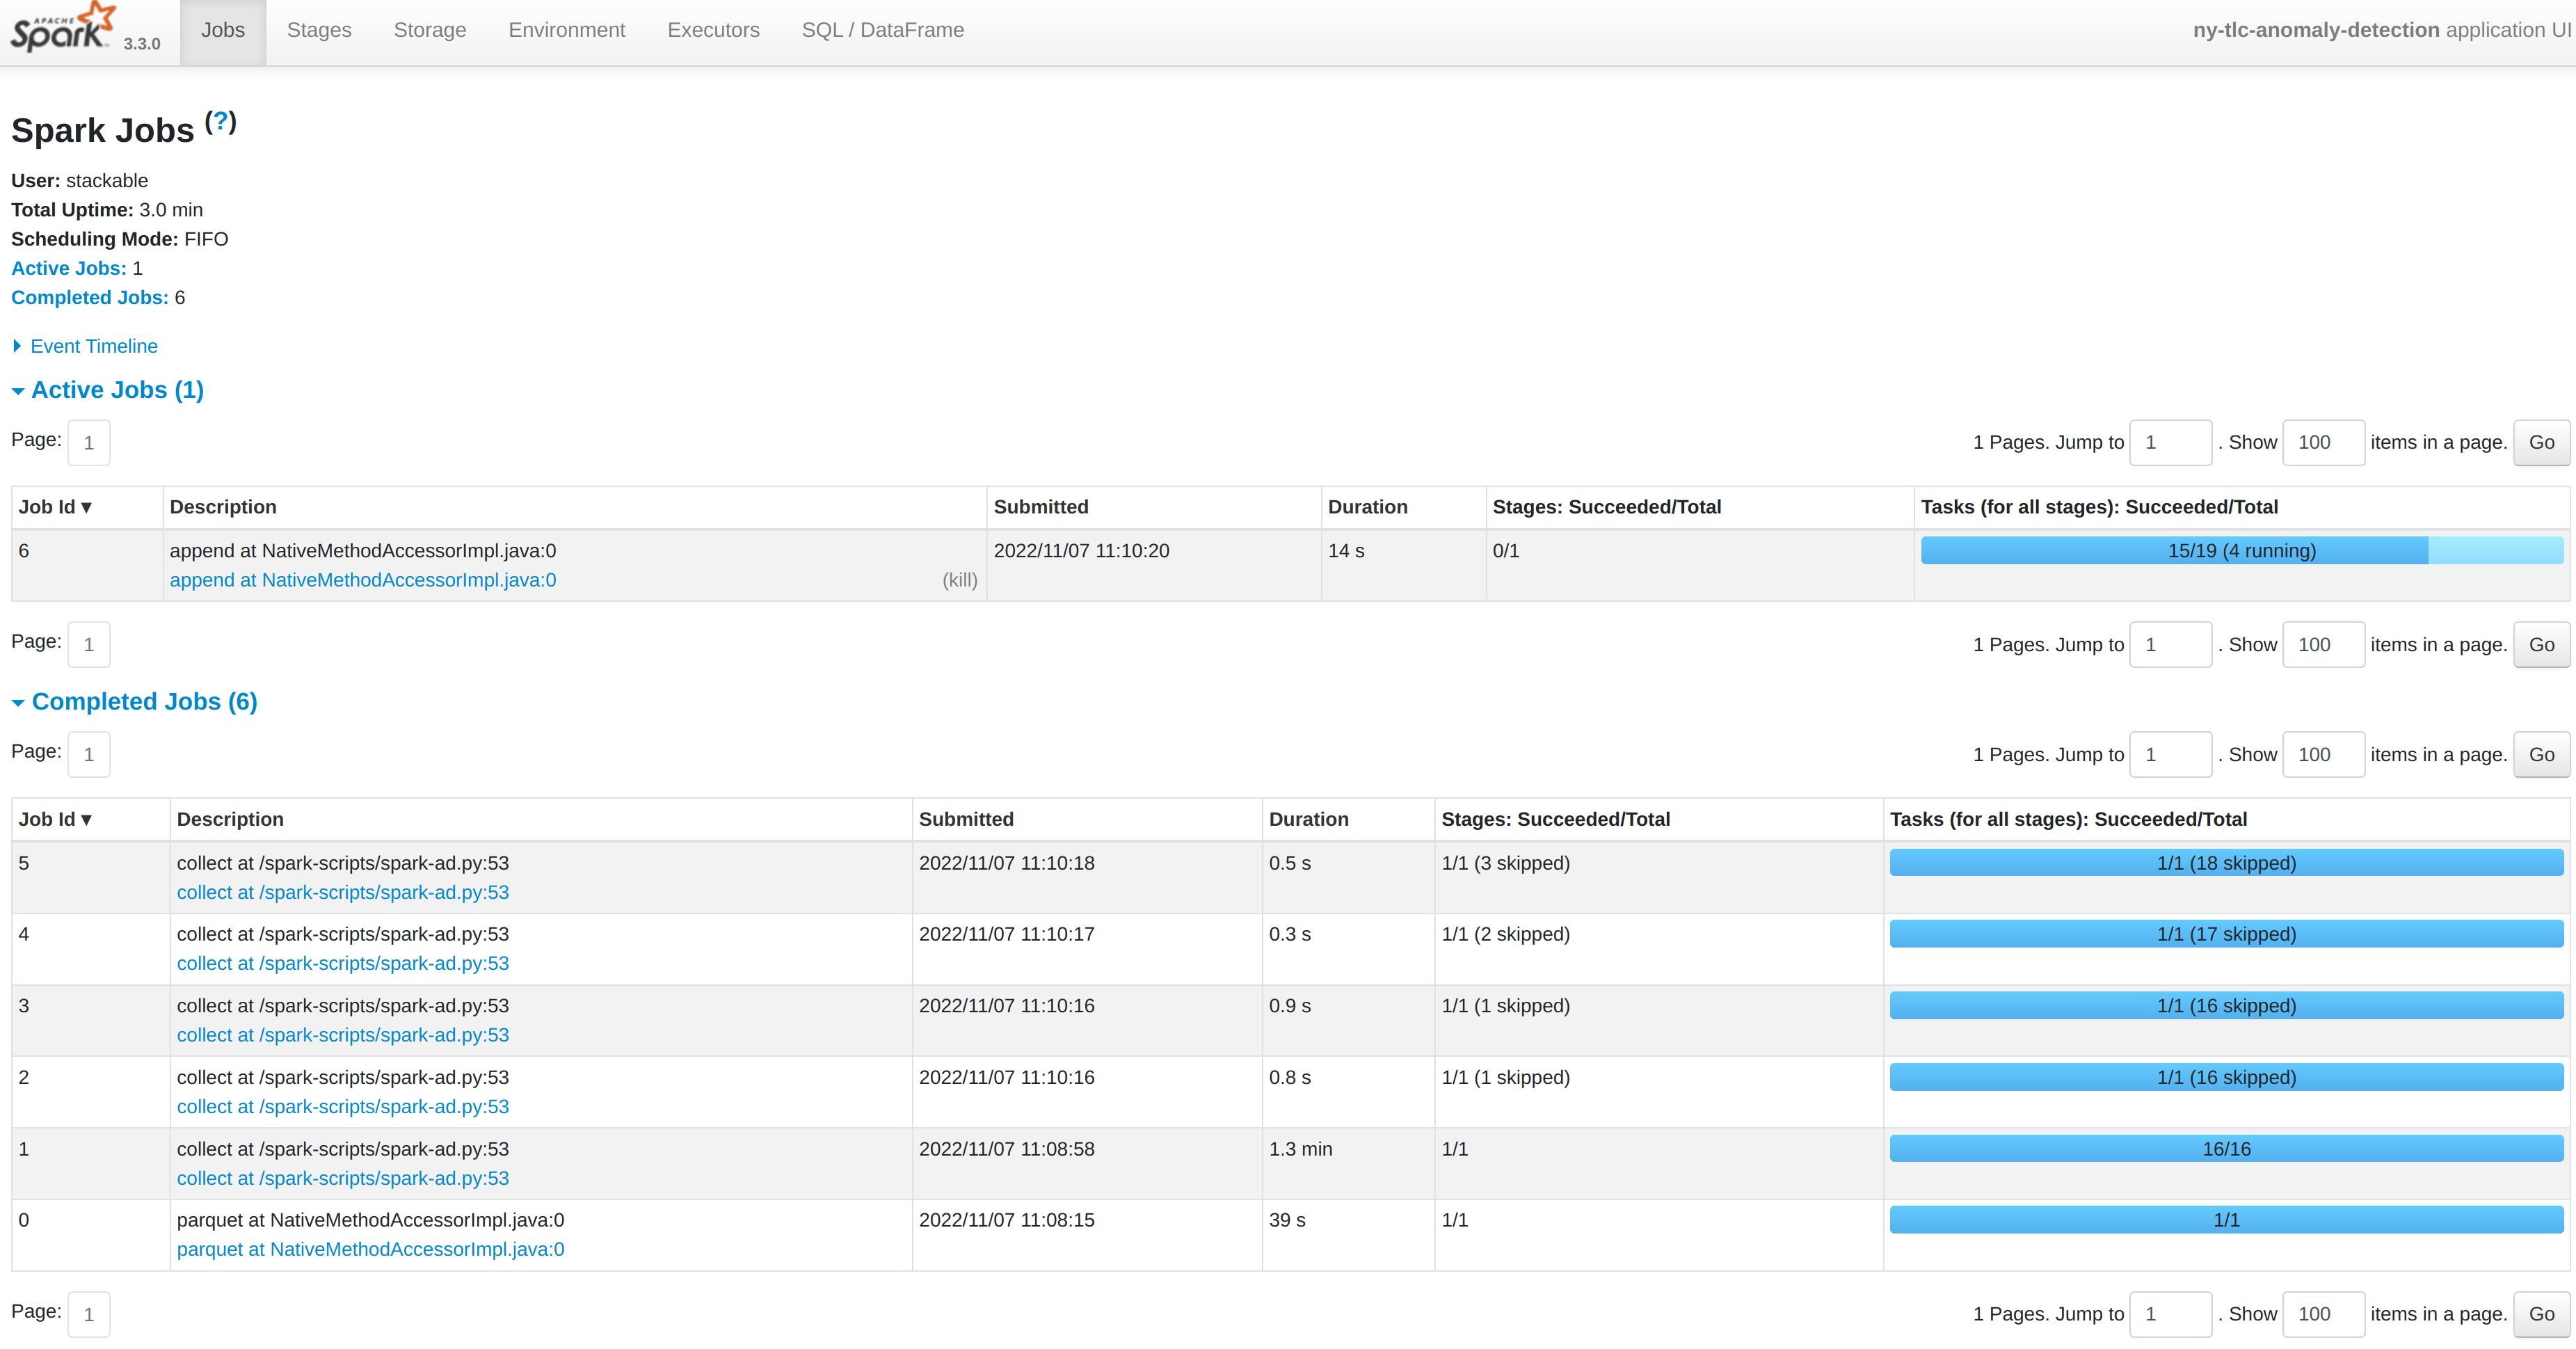 APACHE Spark 3.3.0 Jobs Stages Storage Environment Executors SQL / DataFrame ny-tlc-anomaly-detection application UI
Spark Jobs (?)
User: stackable
Total Uptime: 3.0 min
Scheduling Mode: FIFO
Active Jobs: 1
Completed Jobs: 6
Event Timeline
Active Jobs (1)
Page: 1 1 Pages. Jump to 1 . Show 100 items in a page. Go
Job Id ▾ Description Submitted Duration Stages: Succeeded/Total Tasks (for all stages): Succeeded/Total
6 append at NativeMethodAccessorImpl.java:0 2022/11/07 11:10:20 14 s 0/1 15/19 (4 running)
append at NativeMethodAccessorImpl.java:0 (kill)
Page: 1 1 Pages. Jump to 1 . Show 100 items in a page. Go
Completed Jobs (6)
Page: 1 1 Pages. Jump to 1 . Show 100 items in a page. Go
Job Id ▾ Description Submitted Duration Stages: Succeeded/Total Tasks (for all stages): Succeeded/Total
5 collect at /spark-scripts/spark-ad.py:53 2022/11/07 11:10:18 0.5 s 1/1 (3 skipped) 1/1 (18 skipped)
collect at /spark-scripts/spark-ad.py:53
4 collect at /spark-scripts/spark-ad.py:53 2022/11/07 11:10:17 0.3 s 1/1 (2 skipped) 1/1 (17 skipped)
collect at /spark-scripts/spark-ad.py:53
3 collect at /spark-scripts/spark-ad.py:53 2022/11/07 11:10:16 0.9 s 1/1 (1 skipped) 1/1 (16 skipped)
collect at /spark-scripts/spark-ad.py:53
2 collect at /spark-scripts/spark-ad.py:53 2022/11/07 11:10:16 0.8 s 1/1 (1 skipped) 1/1 (16 skipped)
collect at /spark-scripts/spark-ad.py:53
1 collect at /spark-scripts/spark-ad.py:53 2022/11/07 11:08:58 1.3 min 1/1 16/16
collect at /spark-scripts/spark-ad.py:53
0 parquet at NativeMethodAccessorImpl.java:0 2022/11/07 11:08:15 39 s 1/1 1/1
parquet at NativeMethodAccessorImpl.java:0
Page: 1 1 Pages. Jump to 1 . Show 100 items in a page. Go